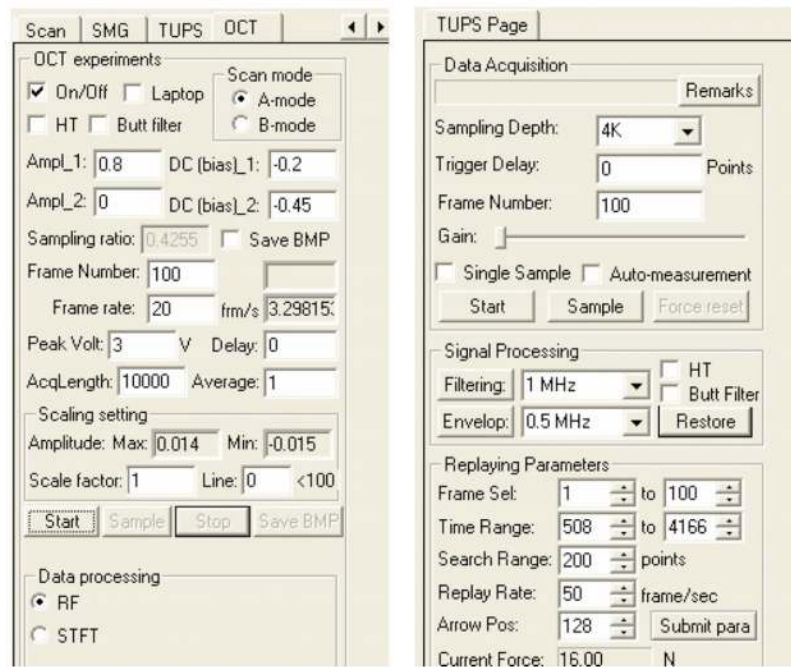 Scan SMG TUPS OCT
OCT experiments
On/Off Laptop
HT Butt filter
Scan mode
A-mode
B-mode
Ampl_1: 0.8 DC (bias)_1: -0.2
Ampl_2: 0 DC (bias)_2: -0.45
Sampling ratio: 0.4255 Save BMP
Frame Number: 100
Frame rate: 20 frm/s 3.298153
Peak Volt: 3 V Delay: 0
AcqLength: 10000 Average: 1
Scaling setting
Amplitude: Max: 0.014 Min: -0.015
Scale factor: 1 Line: 0 <100
Start Sample Stop Save BMP
Data processing
RF
STFT
TUPS Page
Data Acquisition
Remarks
Sampling Depth: 4K
Trigger Delay: 0 Points
Frame Number: 100
Gain:
Single Sample Auto-measurement
Start Sample Force reset
Signal Processing
Filtering: 1 MHz HT
Butt Filter
Envelop: 0.5 MHz Restore
Replaying Parameters
Frame Sel: 1 to 100
Time Range: 508 to 4166
Search Range: 200 points
Replay Rate: 50 frame/sec
Arrow Pos: 128 Submit para
Current Force: 16.00 N